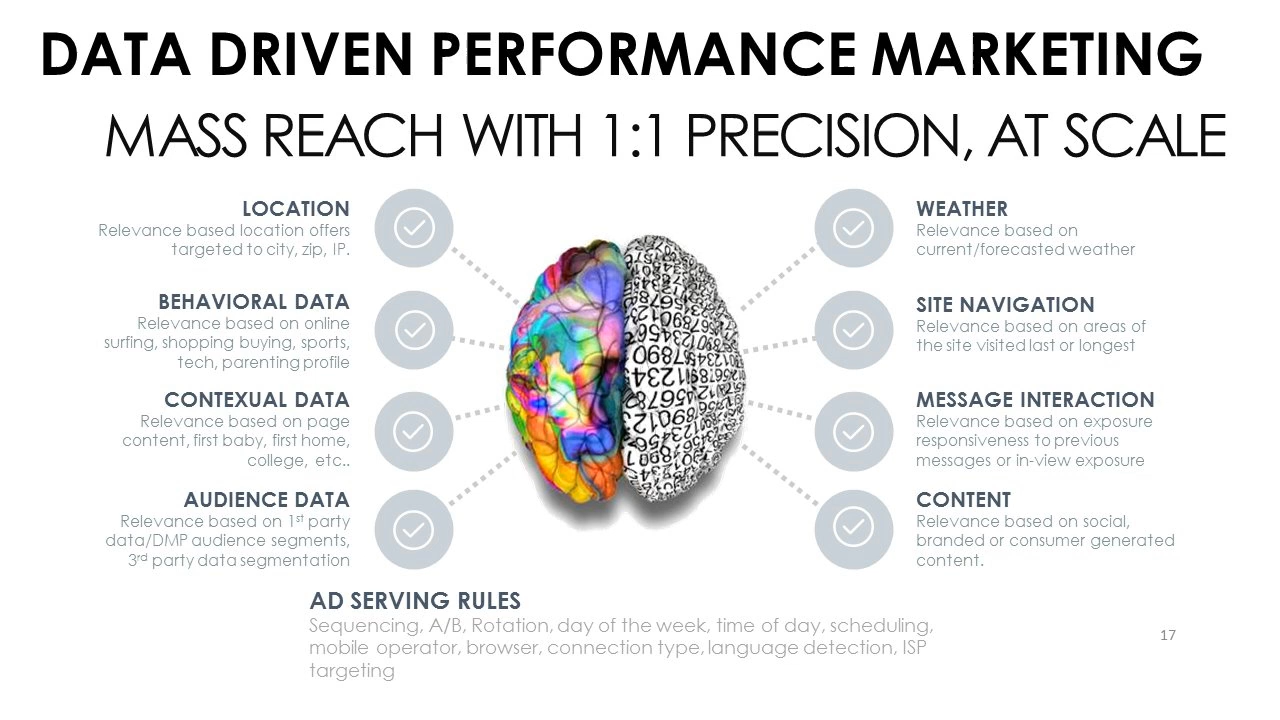 DATA DRIVEN PERFORMANCE MARKETING
MASS REACH WITH 1:1 PRECISION, AT SCALE
LOCATION
Relevance based location offers
targeted to city, zip, IP.
BEHAVIORAL DATA
Relevance based on online
surfing, shopping buying, sports,
tech, parenting profile
CONTEXUAL DATA
Relevance based on page
content, first baby, first home,
college, etc..
AUDIENCE DATA
Relevance based on 1st party
data/DMP audience segments,
3rd party data segmentation
WEATHER
Relevance based on
current/forecasted weather
SITE NAVIGATION
Relevance based on areas of
the site visited last or longest
MESSAGE INTERACTION
Relevance based on exposure
responsiveness to previous
messages or in-view exposure
CONTENT
Relevance based on social,
branded or consumer generated
content.
AD SERVING RULES
Sequencing, A/B, Rotation, day of the week, time of day, scheduling,
mobile operator, browser, connection type, language detection, ISP
targeting
17